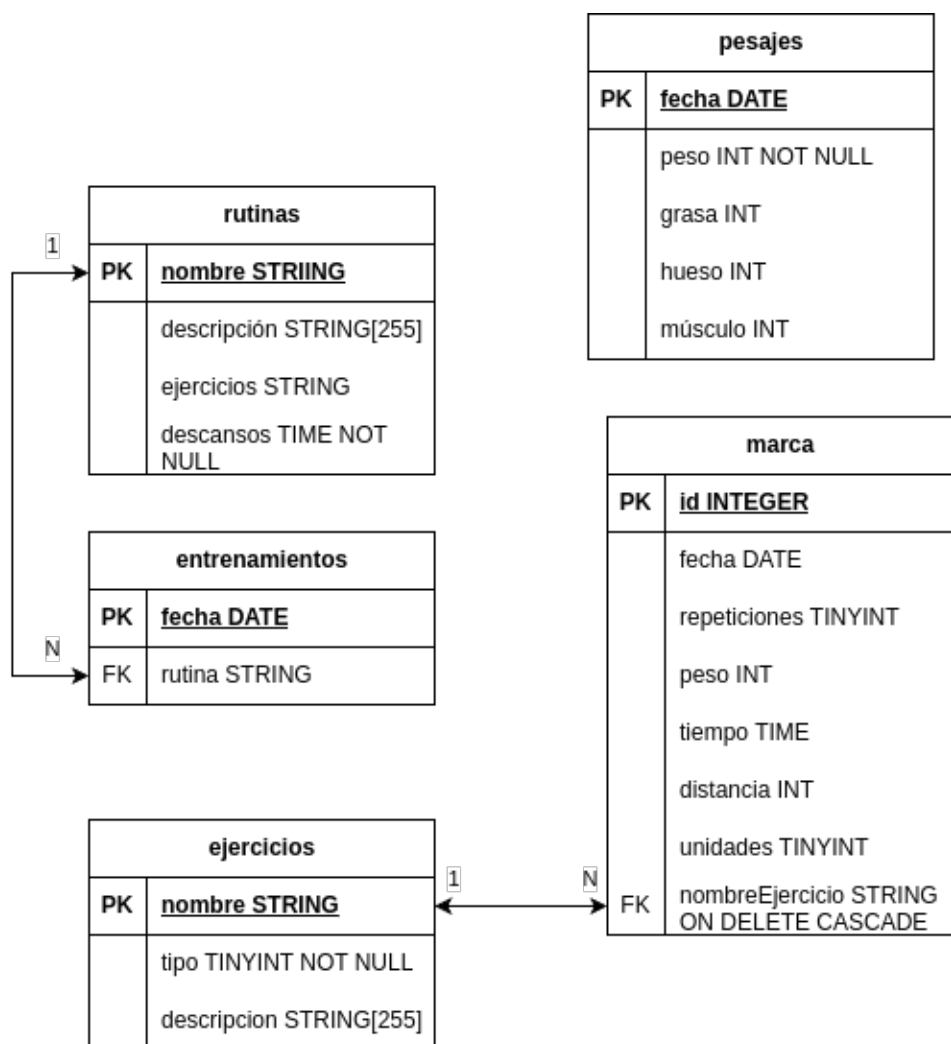 pesajes
PK fecha DATE
peso INT NOT NULL
grasa INT
hueso INT
músculo INT
rutinas
1
PK nombre STRIING
descripción STRING[255]
ejercicios STRING
descansos TIME NOT
NULL
entrenamientos
PK fecha DATE
N
FK rutina STRING
marca
PK id INTEGER
fecha DATE
repeticiones TINYINT
peso INT
tiempo TIME
distancia INT
unidades TINYINT
FK nombreEjercicio STRING
ON DELETE CASCADE
ejercicios
1
N
PK nombre STRING
tipo TINYINT NOT NULL
descripcion STRING[255]